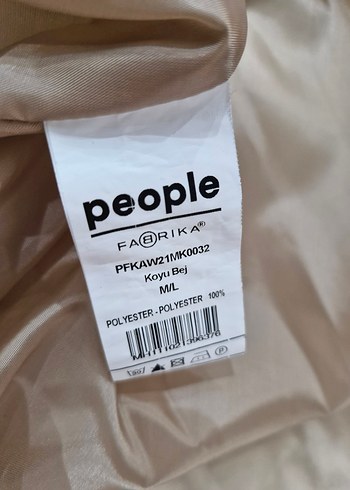 people
FABRIKA®
PFKAW21MK0032
Koyu Bej
M/L
POLYESTER - POLYESTER 100%